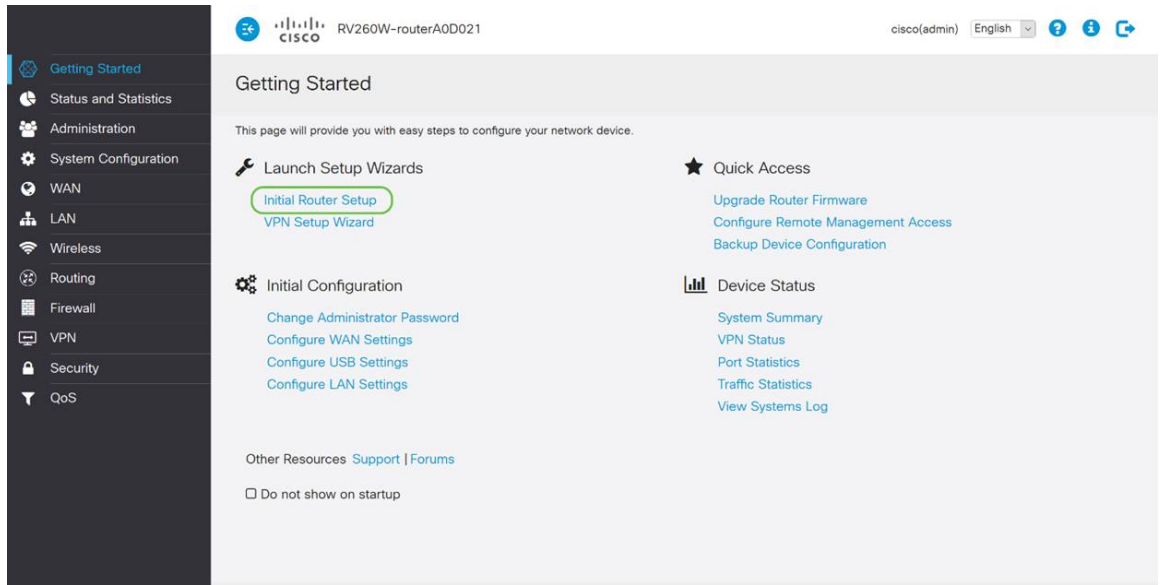 cisco RV260W-routerA0D021
cisco(admin) English
Getting Started
Status and Statistics
Administration
System Configuration
WAN
LAN
Wireless
Routing
Firewall
VPN
Security
QoS
Getting Started
This page will provide you with easy steps to configure your network device.
Launch Setup Wizards
Initial Router Setup
VPN Setup Wizard
Quick Access
Upgrade Router Firmware
Configure Remote Management Access
Backup Device Configuration
Initial Configuration
Change Administrator Password
Configure WAN Settings
Configure USB Settings
Configure LAN Settings
Device Status
System Summary
VPN Status
Port Statistics
Traffic Statistics
View Systems Log
Other Resources Support | Forums
Do not show on startup